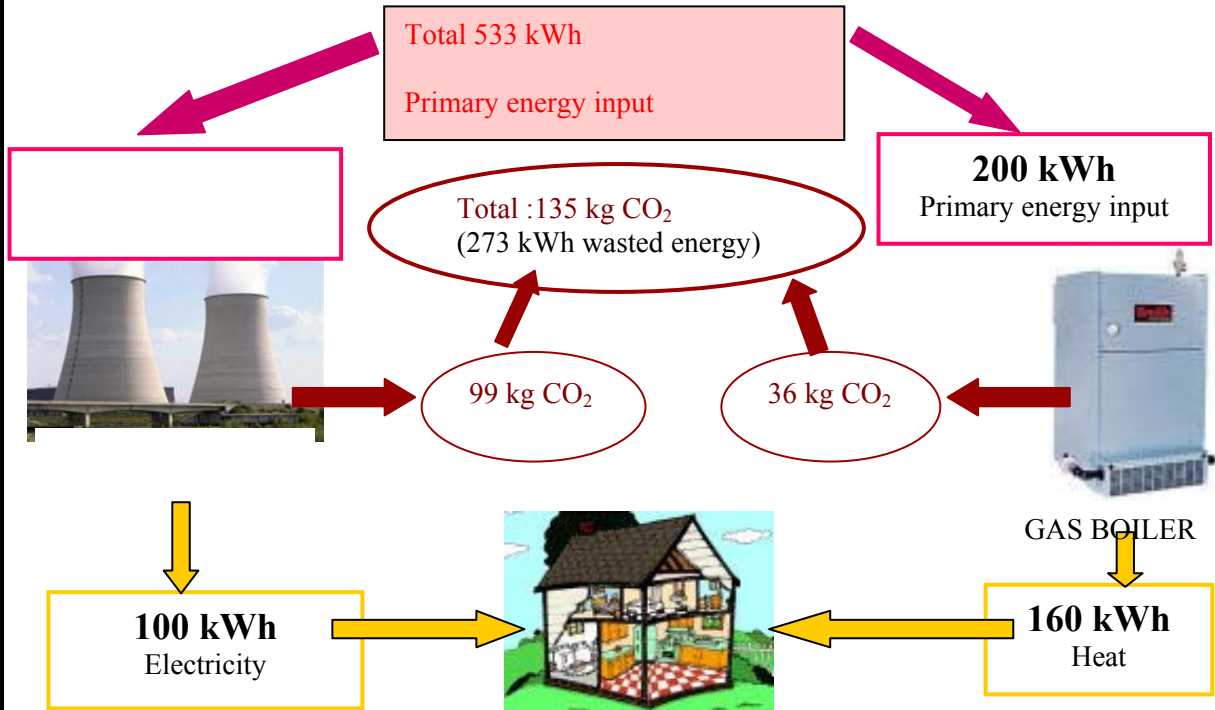 Total 533 kWh
Primary energy input
200 kWh
Primary energy input
Total :135 kg CO₂
(273 kWh wasted energy)
99 kg CO₂
36 kg CO₂
GAS BOILER
100 kWh
Electricity
160 kWh
Heat